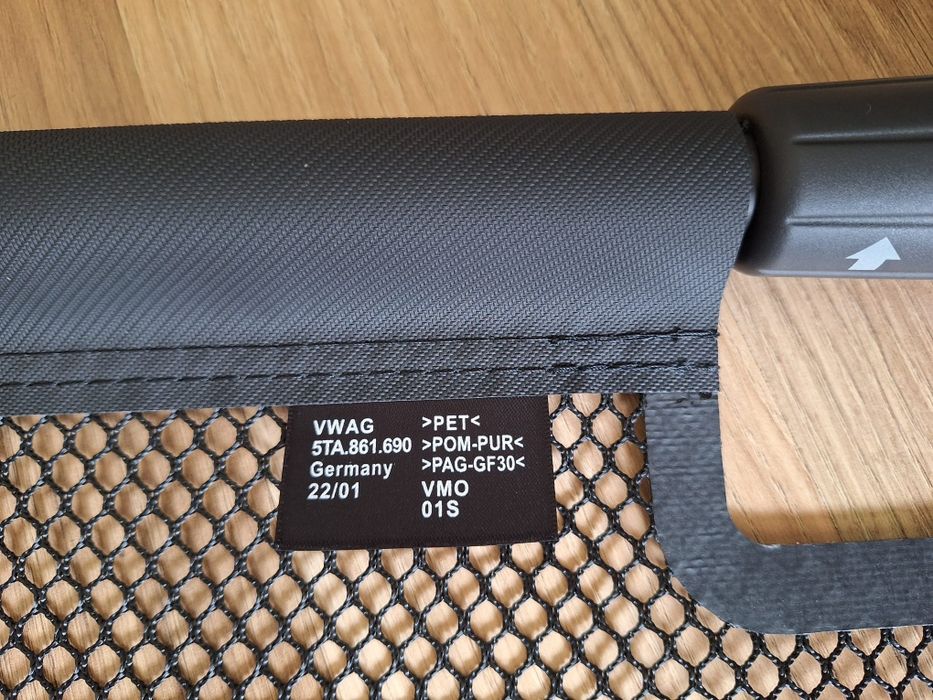 VWAG >PET<
5TA.861.690 >POM-PUR<
Germany >PAG-GF30<
22/01 VMO
01S